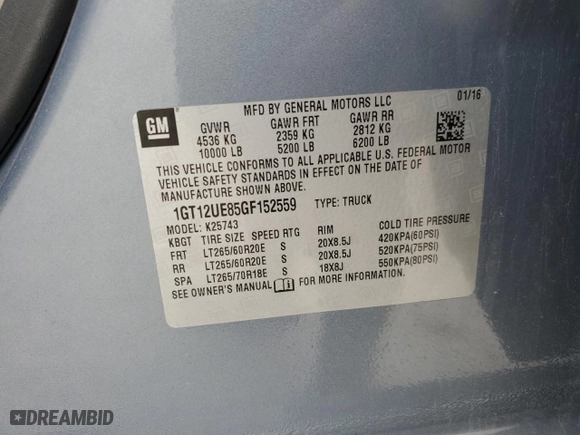 GM
MFD BY GENERAL MOTORS LLC
01/16
GVWR GAWR FRT GAWR RR
4536 KG 2359 KG 2812 KG
10000 LB 5200 LB 6200 LB
THIS VEHICLE CONFORMS TO ALL APPLICABLE U.S. FEDERAL MOTOR
VEHICLE SAFETY STANDARDS IN EFFECT ON THE DATE OF
MANUFACTURE SHOWN ABOVE.
1GT12UE85GF152559 TYPE: TRUCK
MODEL: K25743
KBGT TIRE SIZE SPEED RTG RIM COLD TIRE PRESSURE
FRT LT265/60R20E S 20X8.5J 420KPA(60PSI)
RR LT265/60R20E S 20X8.5J 520KPA(75PSI)
SPA LT265/70R18E S 18X8J 550KPA(80PSI)
SEE OWNER'S MANUAL FOR MORE INFORMATION.
DREAMBID